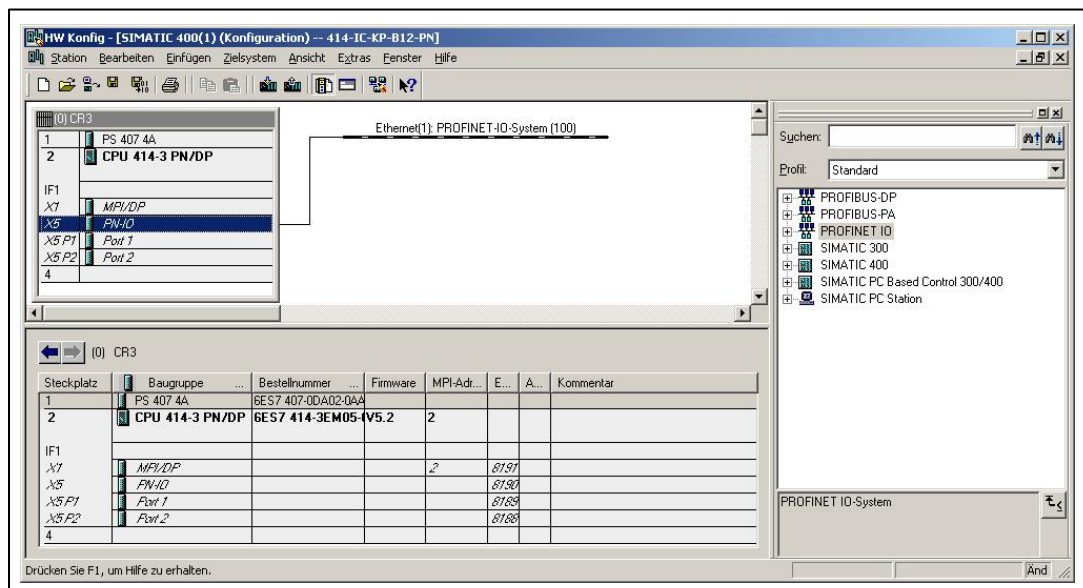 HW Konfig - [SIMATIC 400(1) (Konfiguration) -- 414-IC-KP-B12-PN]
Station Bearbeiten Einfügen Zielsystem Ansicht Extras Fenster Hilfe
(0) CR3
1 PS 407 4A
2 CPU 414-3 PN/DP
IF1
X1 MPI/DP
X5 PN-IO
X5 P1 Port 1
X5 P2 Port 2
4
Ethernet(1): PROFINET-IO-System (100)
Suchen:
Profil: Standard
PROFIBUS-DP
PROFIBUS-PA
PROFINET IO
SIMATIC 300
SIMATIC 400
SIMATIC PC Based Control 300/400
SIMATIC PC Station
(0) CR3
Steckplatz Baugruppe ... Bestellnummer ... Firmware MPI-Adr... E... A... Kommentar
1 PS 407 4A 6ES7 407-0DA02-0AA
2 CPU 414-3 PN/DP 6ES7 414-3EM05- V5.2 2
IF1
X1 MPI/DP 2 8191
X5 PN-IO 8190
X5 P1 Port 1 8189
X5 P2 Port 2 8188
4
PROFINET IO-System
Drücken Sie F1, um Hilfe zu erhalten.
Änd